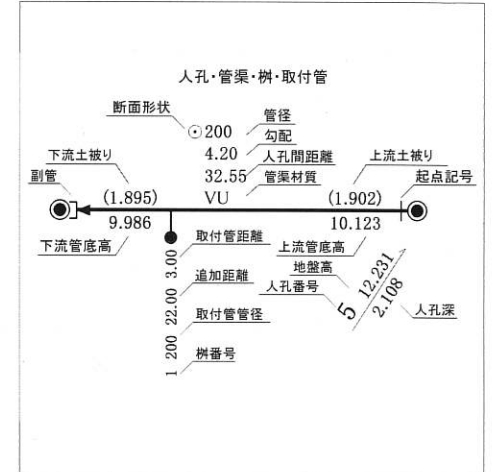 人孔・管渠・桝・取付管
断面形状
200 管径
4.20 勾配
32.55 人孔間距離
VU 管渠材質
下流土被り
上流土被り
副管
起点記号
(1.895)
(1.902)
9.986
10.123
下流管底高
上流管底高
取付管距離
追加距離
取付管管径
桝番号
1 200 22.00 3.00
地盤高
人孔番号
5 12.231
2.108
人孔深